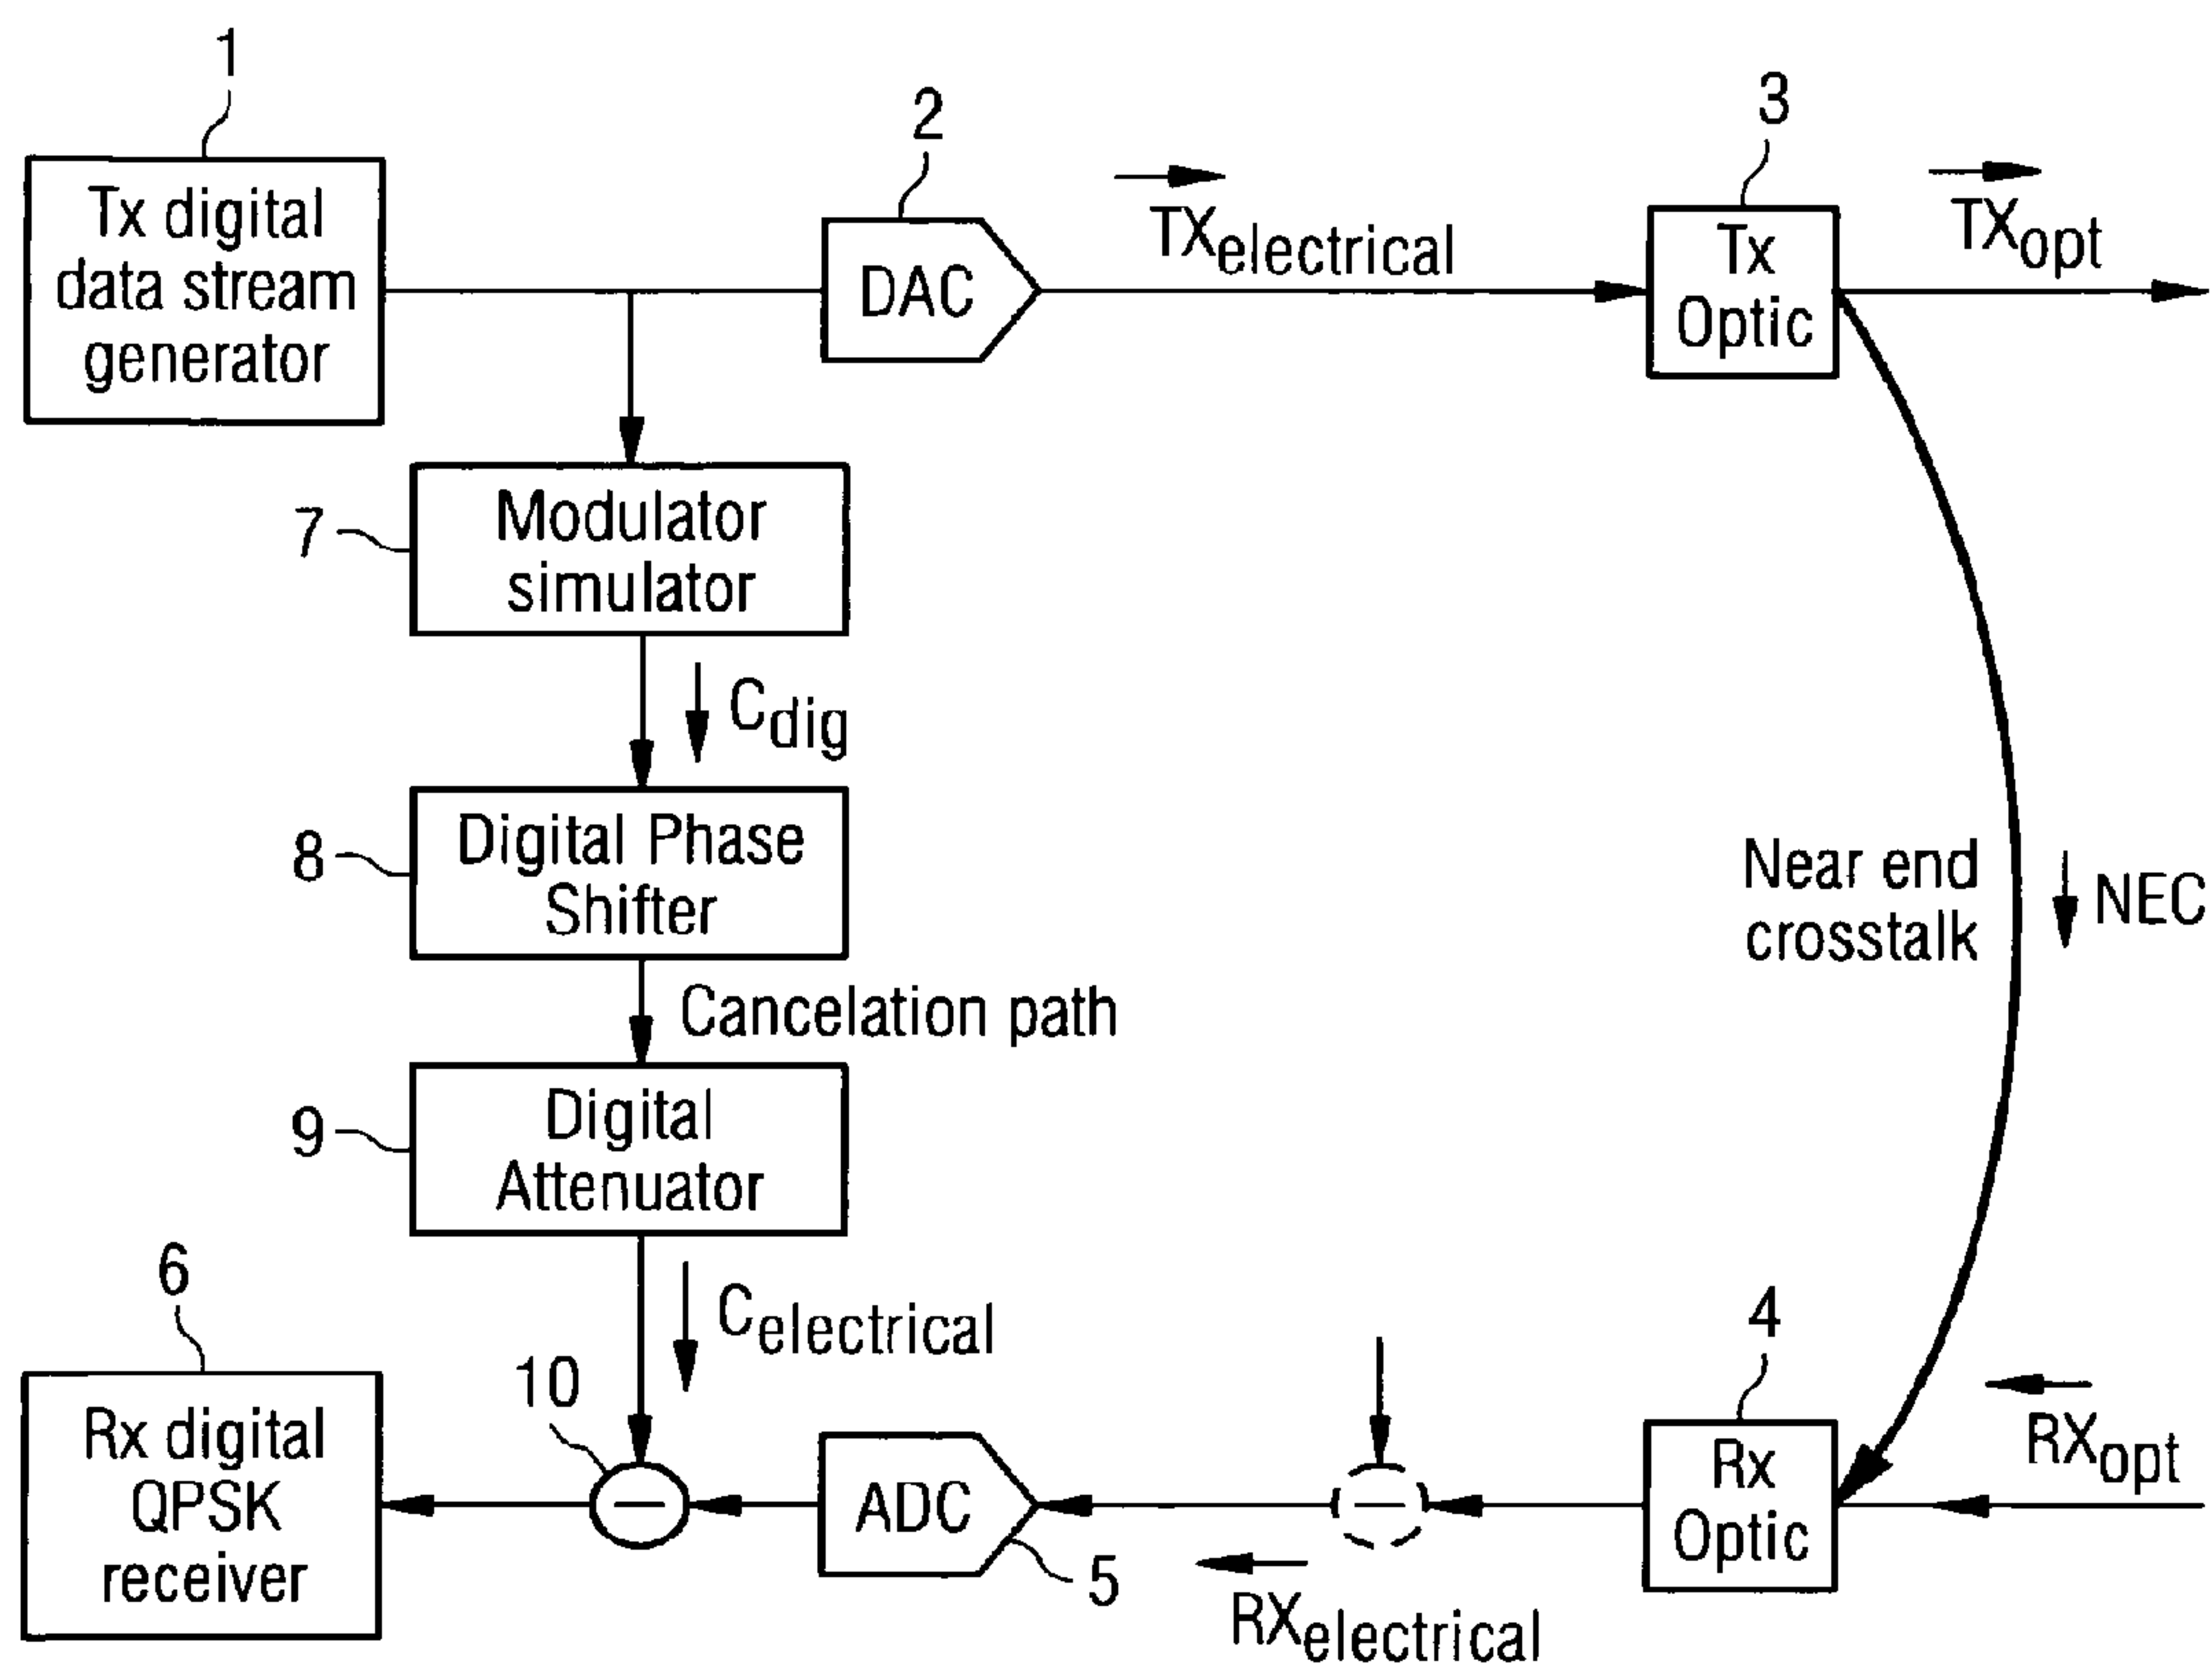 1
Tx digital
data stream
generator
2
DAC
TXelectrical
3
Tx
Optic
TXopt
7
Modulator
simulator
Cdig
8
Digital Phase
Shifter
Cancelation path
9
Digital
Attenuator
Celectrical
Near end
crosstalk
NEC
6
Rx digital
QPSK
receiver
10
–
ADC
5
–
RXelectrical
4
Rx
Optic
RXopt